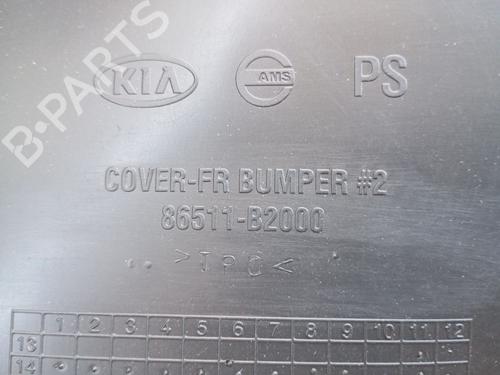 B-PARTS
KIA AMS PS
COVER-FR BUMPER #2
86511-B2000
>TPO<
1 2 3 4 5 6 7 8 9 10 11 12
13
14